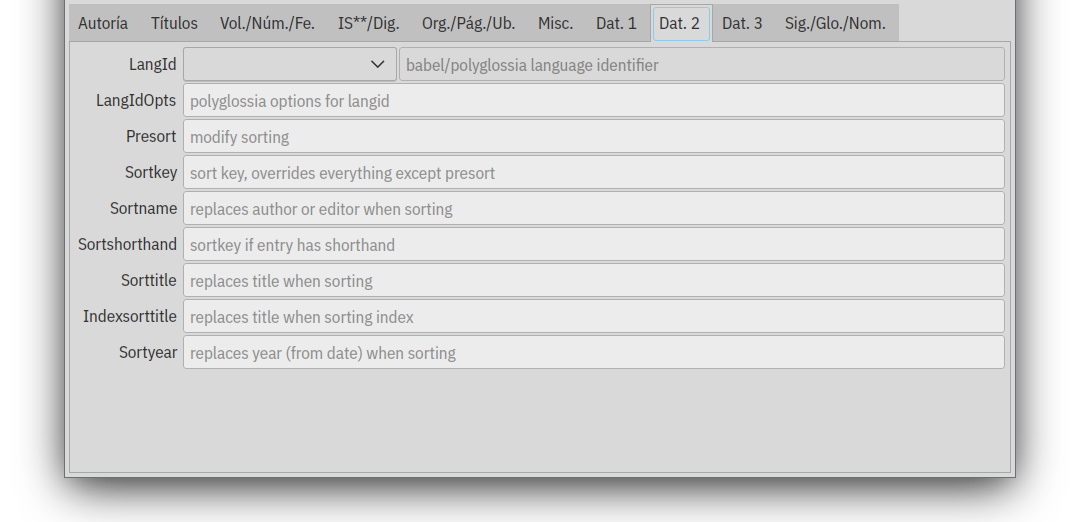 Autoría Títulos Vol./Núm./Fe. IS**/Dig. Org./Pág./Ub. Misc. Dat. 1 Dat. 2 Dat. 3 Sig./Glo./Nom.
LangId babel/polyglossia language identifier
LangIdOpts polyglossia options for langid
Presort modify sorting
Sortkey sort key, overrides everything except presort
Sortname replaces author or editor when sorting
Sortshorthand sortkey if entry has shorthand
Sorttitle replaces title when sorting
Indexsorttitle replaces title when sorting index
Sortyear replaces year (from date) when sorting